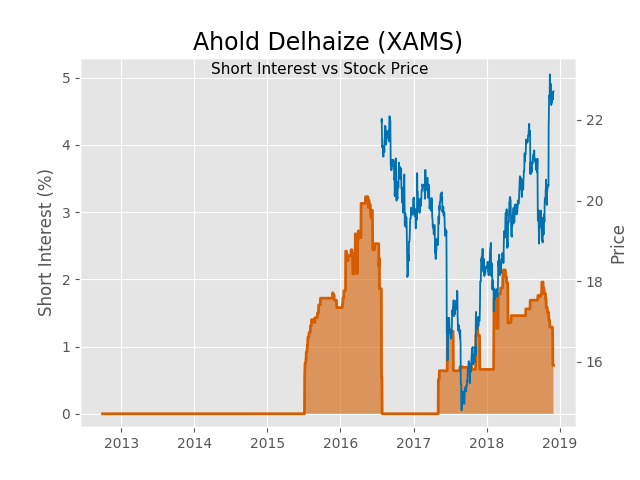 Ahold Delhaize (XAMS)
Short Interest vs Stock Price
Short Interest (%)
5
4
3
2
1
0
22
20
18
16
Price
2013 2014 2015 2016 2017 2018 2019